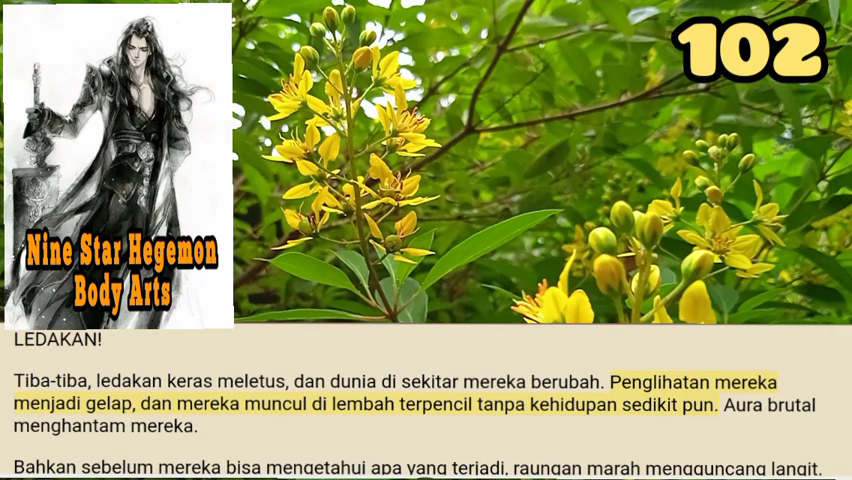 102
Nine Star Hegemon
Body Arts
LEDAKAN!
Tiba-tiba, ledakan keras meletus, dan dunia di sekitar mereka berubah. Penglihatan mereka
menjadi gelap, dan mereka muncul di lembah terpencil tanpa kehidupan sedikit pun. Aura brutal
menghantam mereka.
Bahkan sebelum mereka bisa mengetahui apa yang terjadi, raungan marah mengguncang langit.